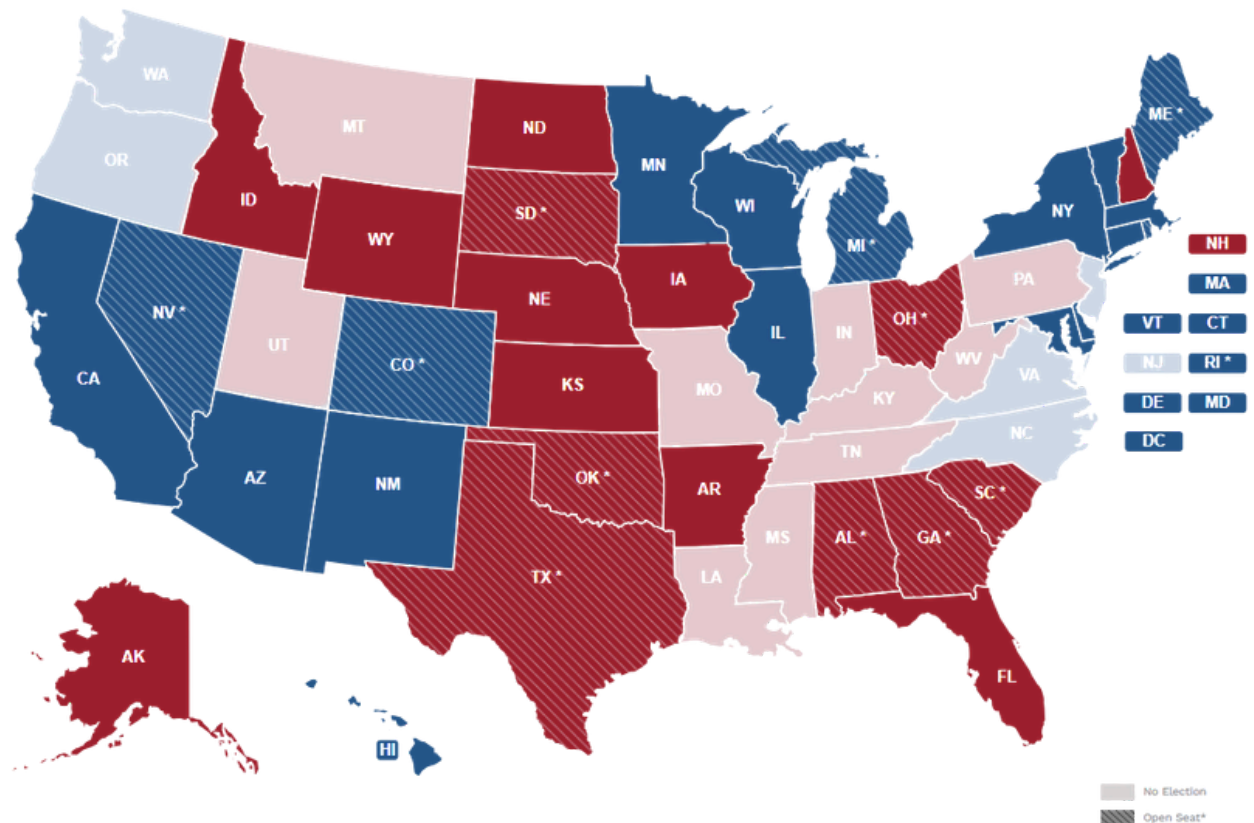 WA
MT
ND
MN
ME *
OR
ID
SD *
WI
MI *
NY
WY
NH
NE
IA
PA
MA
NV *
UT
CO *
IL
IN
OH *
VT
CT
WV
NJ
RI *
VA
CA
KS
MO
KY
DE
MD
NC
DC
TN
AZ
NM
OK *
AR
SC *
MS
AL *
GA *
TX *
LA
AK
FL
HI
No Election
Open Seat*